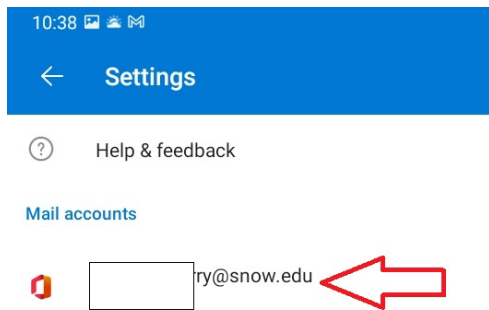 10:38
Settings
Help & feedback
Mail accounts
rry@snow.edu